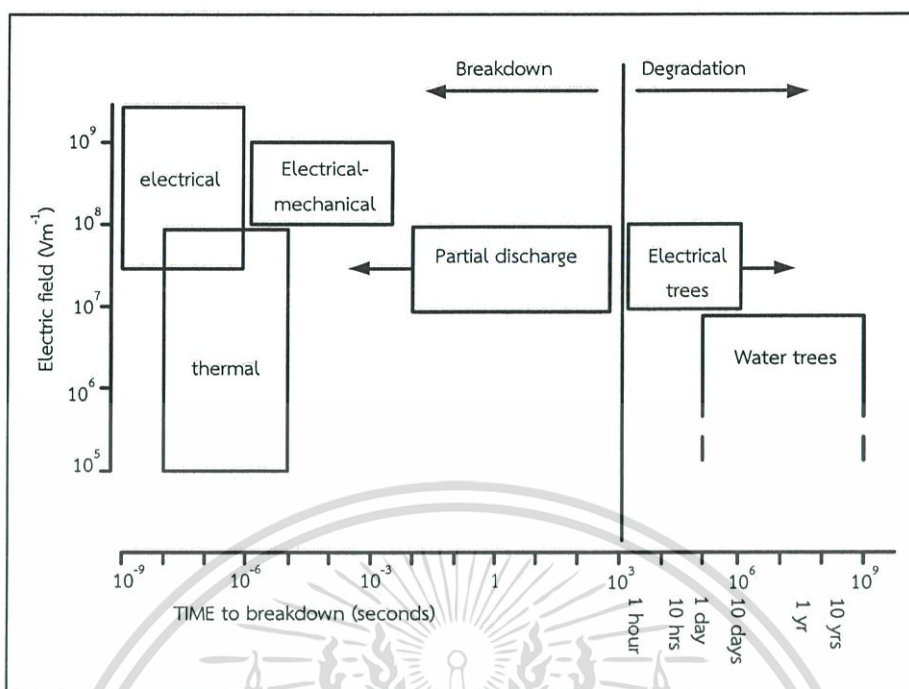 Breakdown
Degradation
Electric field (Vm⁻¹)
10⁹
10⁸
10⁷
10⁶
10⁵
electrical
Electrical-
mechanical
thermal
Partial discharge
Electrical
trees
Water trees
10⁻⁹
10⁻⁶
10⁻³
1
10³
10⁶
10⁹
TIME to breakdown (seconds)
1 hour
10 hrs
1 day
10 days
1 yr
10 yrs